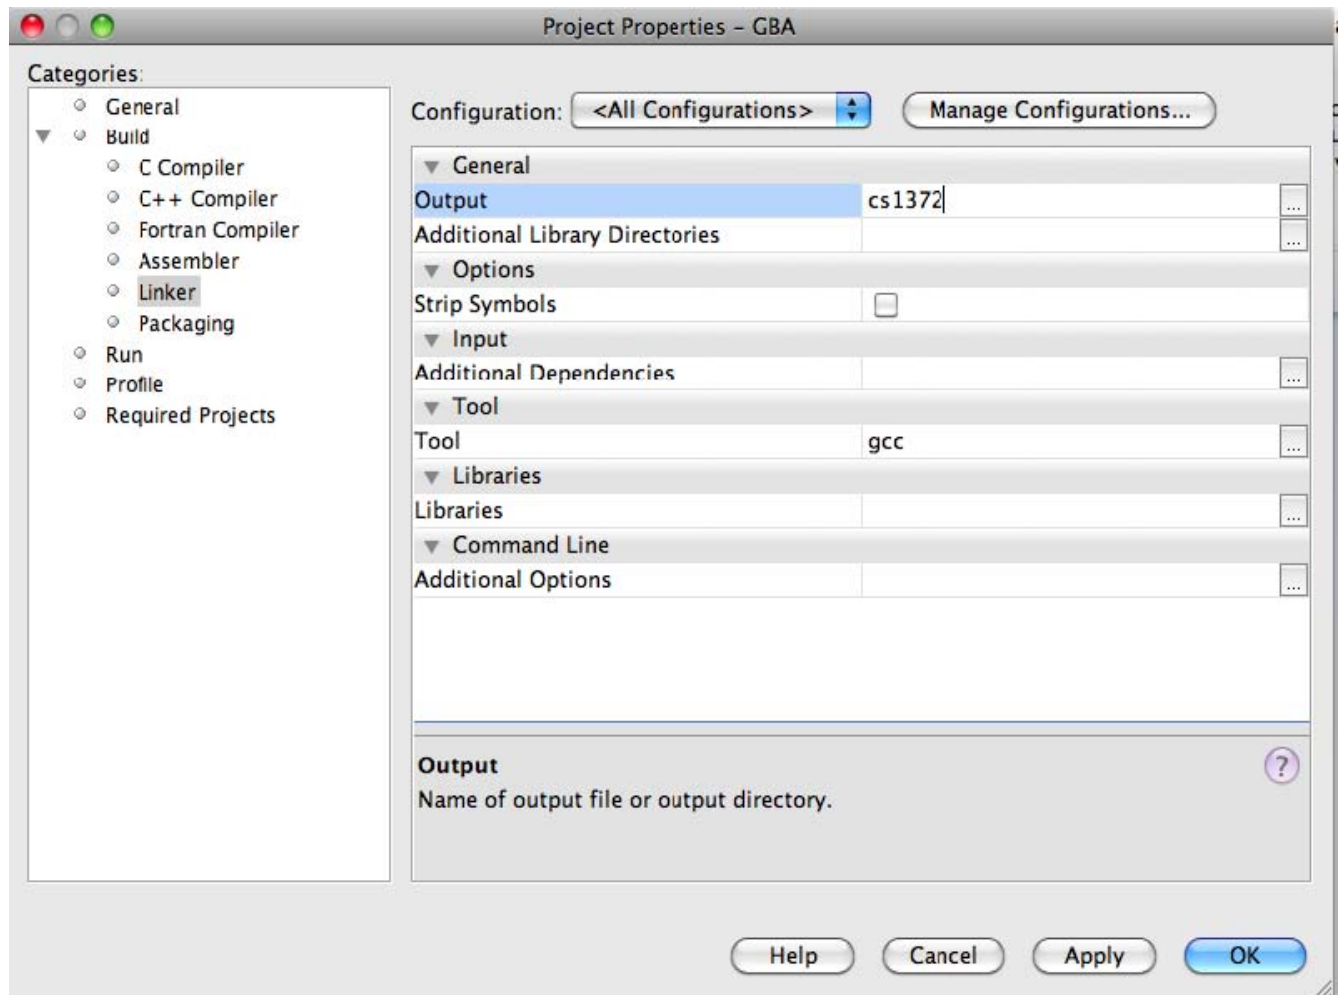 Project Properties – GBA
Categories:
General
Build
C Compiler
C++ Compiler
Fortran Compiler
Assembler
Linker
Packaging
Run
Profile
Required Projects
Configuration: <All Configurations> Manage Configurations...
General
Output cs1372 ...
Additional Library Directories ...
Options
Strip Symbols
Input
Additional Dependencies ...
Tool
Tool gcc ...
Libraries
Libraries ...
Command Line
Additional Options ...
Output ?
Name of output file or output directory.
Help Cancel Apply OK